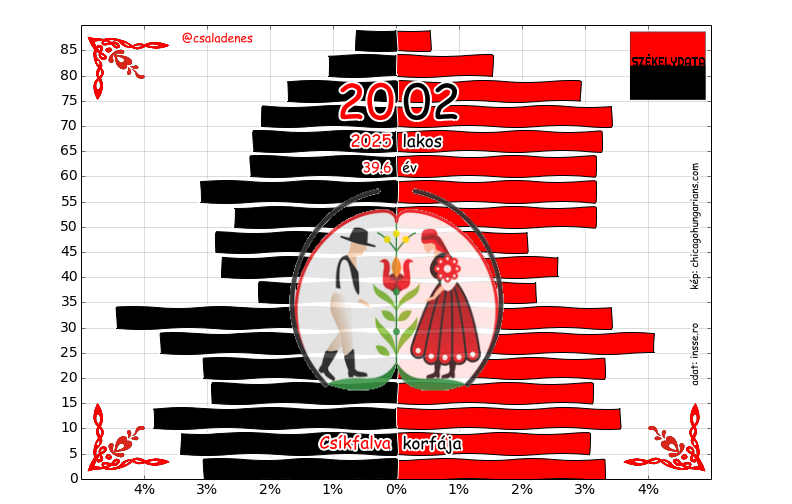 @csaladenes
SZÉKELYDATA
2002
2025 lakos
39.6 év
kép: chicagohungarians.com
adat: insse.ro
Csíkfalva korfája
85
80
75
70
65
60
55
50
45
40
35
30
25
20
15
10
5
0
4% 3% 2% 1% 0% 1% 2% 3% 4%